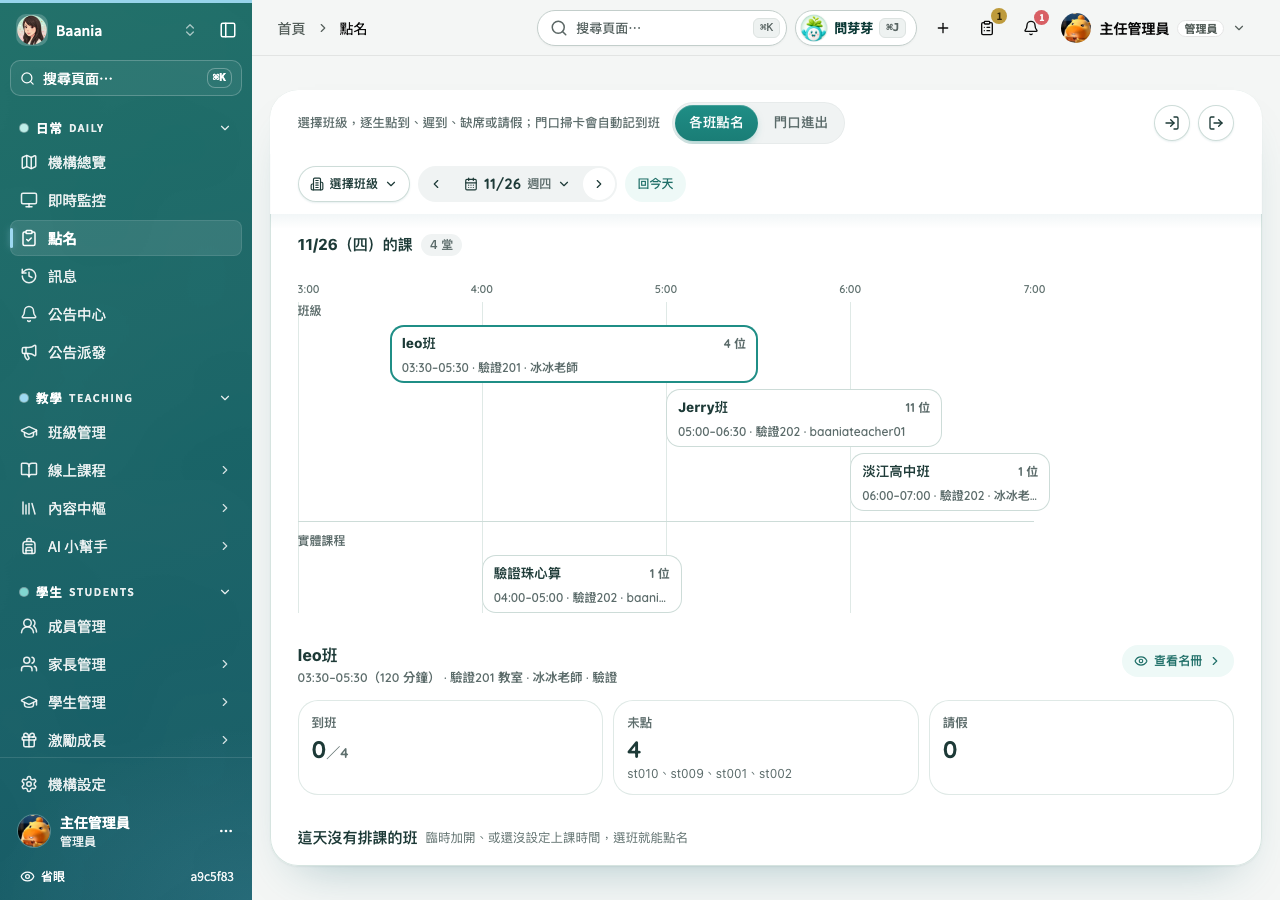 Baania
搜尋頁面…
⌘K
日常 DAILY
機構總覽
即時監控
點名
訊息
公告中心
公告派發
教學 TEACHING
班級管理
線上課程
內容中樞
AI 小幫手
學生 STUDENTS
成員管理
家長管理
學生管理
激勵成長
機構設定
主任管理員
管理員
省眼
a9c5f83
首頁
點名
搜尋頁面…
⌘K
問芽芽
⌘J
1
1
主任管理員
管理員
選擇班級，逐生點到、遲到、缺席或請假；門口掃卡會自動記到班
各班點名
門口進出
選擇班級
11/26 週四
回今天
11/26（四）的課
4 堂
3:00
4:00
5:00
6:00
7:00
班級
leo班
4 位
03:30–05:30 · 驗證201 · 冰冰老師
Jerry班
11 位
05:00–06:30 · 驗證202 · baaniateacher01
淡江高中班
1 位
06:00–07:00 · 驗證202 · 冰冰老…
實體課程
驗證珠心算
1 位
04:00–05:00 · 驗證202 · baani…
leo班
03:30–05:30（120 分鐘） · 驗證201 教室 · 冰冰老師 · 驗證
查看名冊
到班
0／4
未點
4
st010、st009、st001、st002
請假
0
這天沒有排課的班
臨時加開、或還沒設定上課時間，選班就能點名